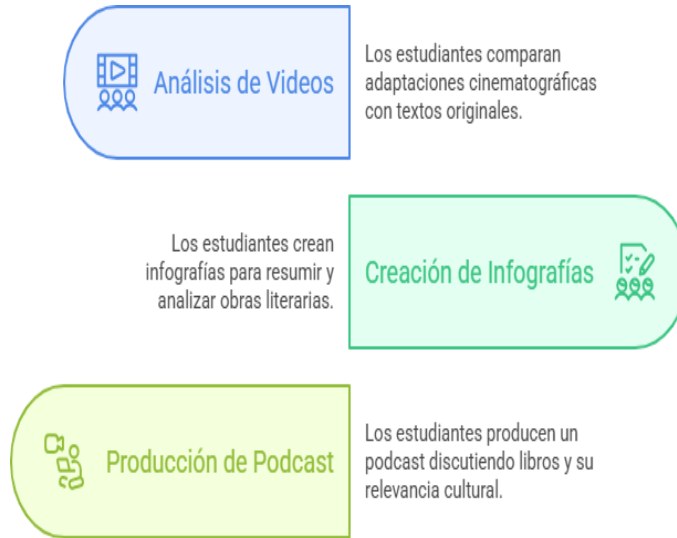 Análisis de Videos
Los estudiantes comparan
adaptaciones cinematográficas
con textos originales.
Los estudiantes crean
infografías para resumir y
analizar obras literarias.
Creación de Infografías
Producción de Podcast
Los estudiantes producen un
podcast discutiendo libros y su
relevancia cultural.